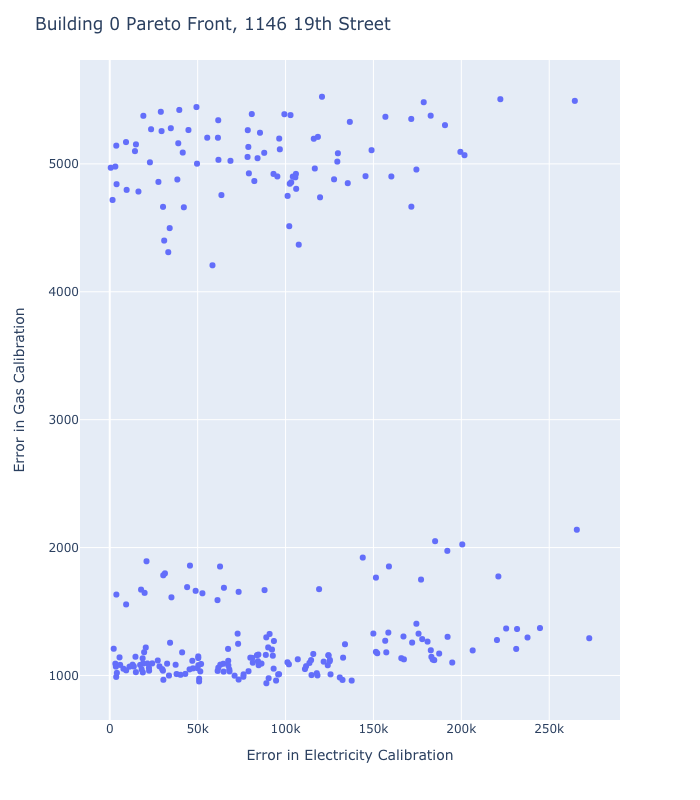 Building 0 Pareto Front, 1146 19th Street
Error in Gas Calibration
5000
4000
3000
2000
1000
0
50k
100k
150k
200k
250k
Error in Electricity Calibration